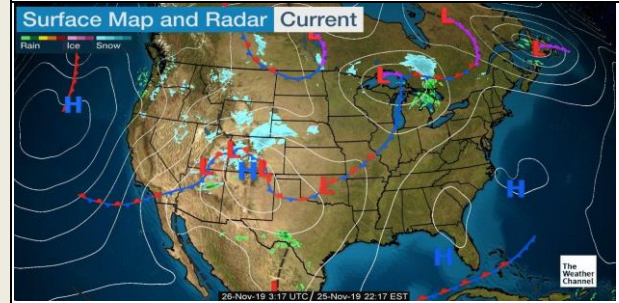 Surface Map and Radar Current
Rain Ice Snow
L
L
L
L
H
L
L
H
L
L
H
H
L
The
Weather
Channel
26-Nov-19 3:17 UTC/ 25-Nov-19 22:17 EST